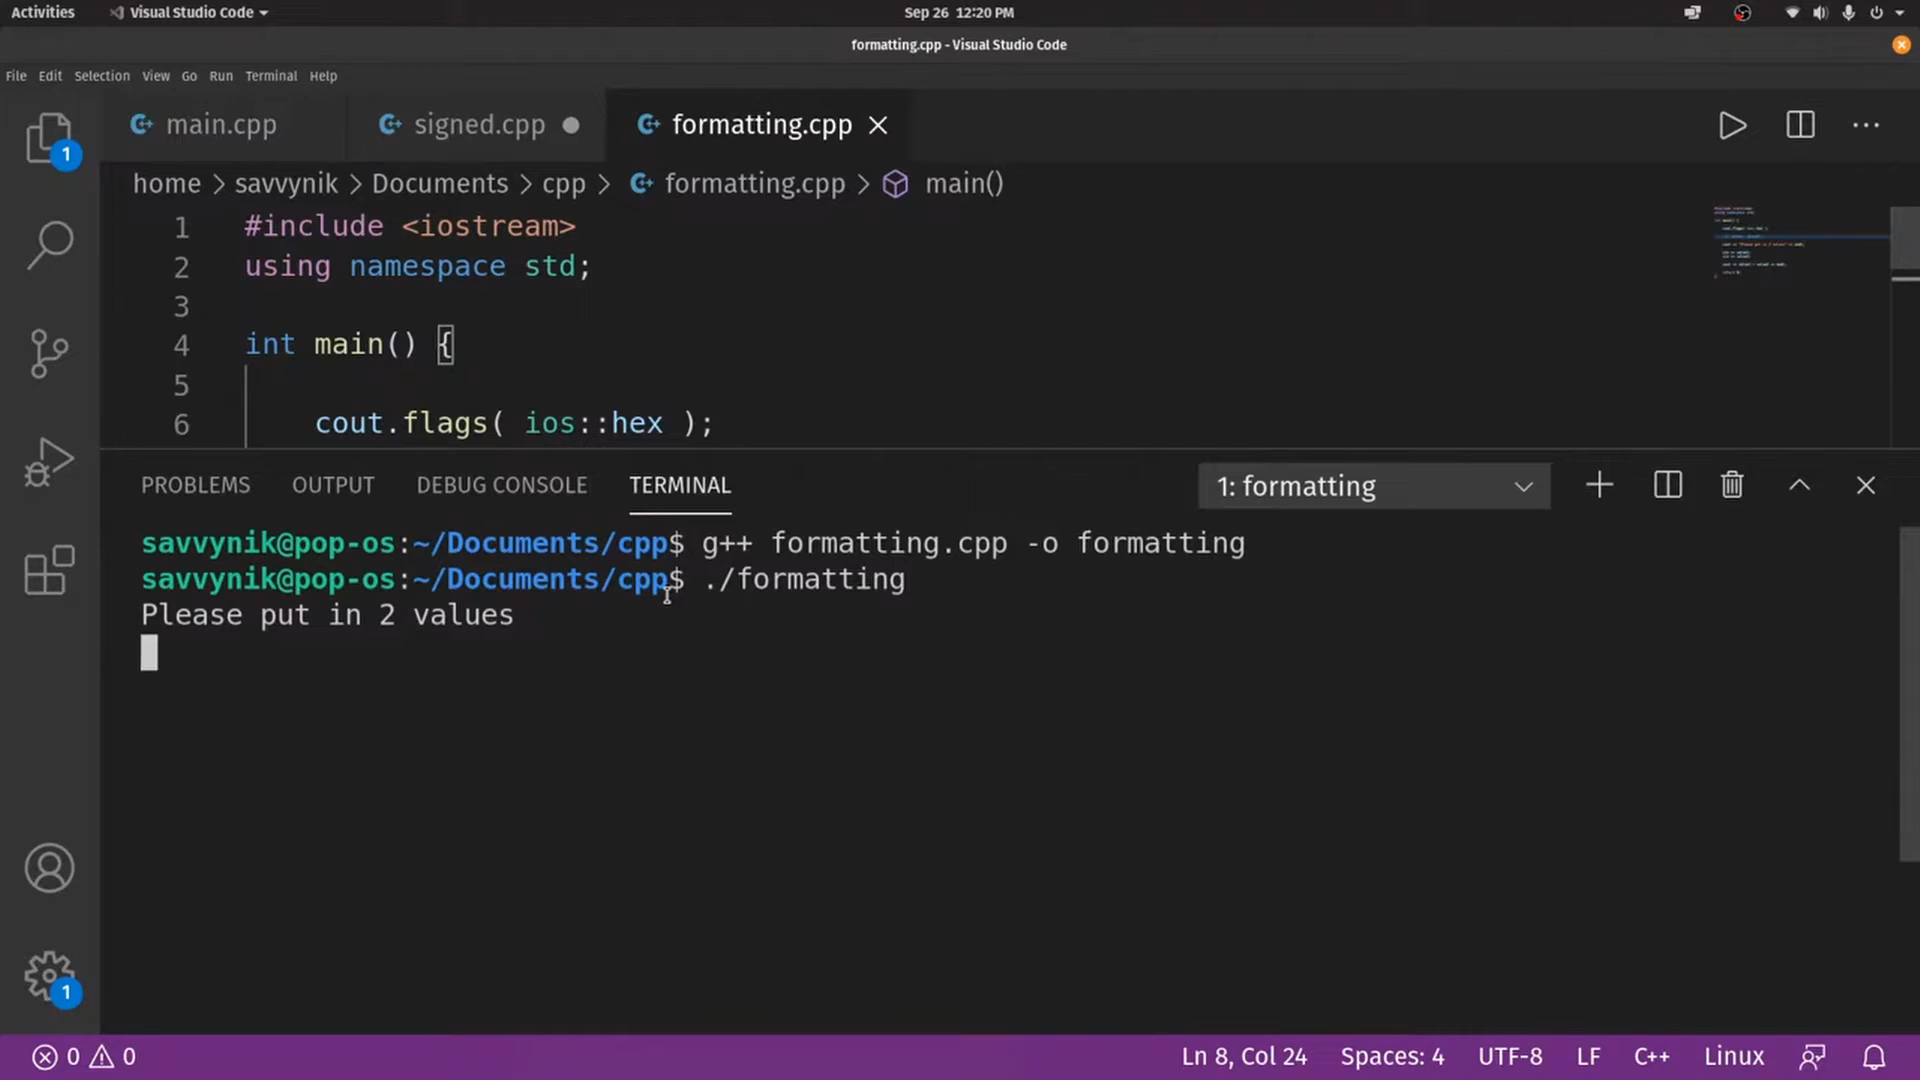 Activities Visual Studio Code Sep 26 12:20 PM
formatting.cpp - Visual Studio Code
File Edit Selection View Go Run Terminal Help
main.cpp signed.cpp formatting.cpp
home > savvynik > Documents > cpp > formatting.cpp > main()
1 #include <iostream>
2 using namespace std;
3
4 int main() {
5
6 cout.flags( ios::hex );
PROBLEMS OUTPUT DEBUG CONSOLE TERMINAL 1: formatting
savvynik@pop-os:~/Documents/cpp$ g++ formatting.cpp -o formatting
savvynik@pop-os:~/Documents/cpp$ ./formatting
Please put in 2 values
1
1
0 0 Ln 8, Col 24 Spaces: 4 UTF-8 LF C++ Linux